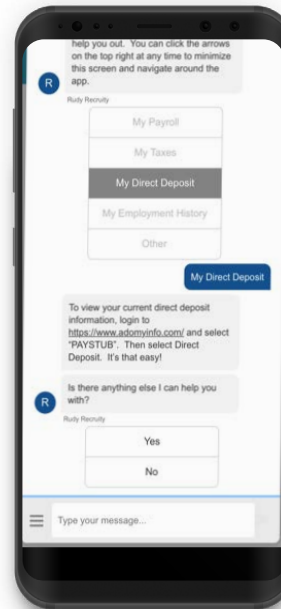 help you out. You can click the arrows
on the top right at any time to minimize
this screen and navigate around the
app.
R
Rudy Recruity
My Payroll
My Taxes
My Direct Deposit
My Employment History
Other
My Direct Deposit
To view your current direct deposit
information, login to
https://www.adomyinfo.com/ and select
"PAYSTUB". Then select Direct
Deposit. It's that easy!
Is there anything else I can help you
with?
R
Rudy Recruity
Yes
No
Type your message...